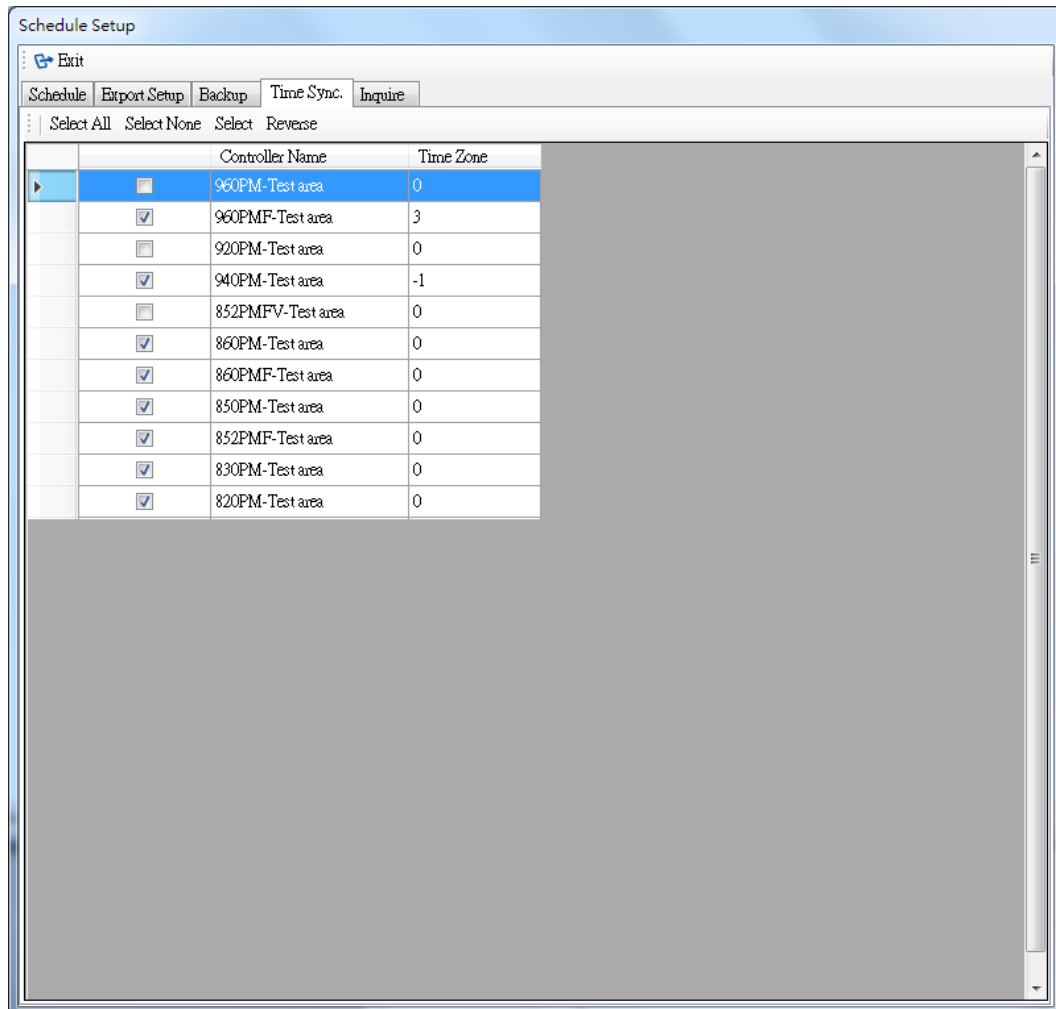 Schedule Setup
Exit
Schedule Export Setup Backup Time Sync. Inquire
Select All Select None Select Reverse
Controller Name Time Zone
960PM-Test area 0
960PMF-Test area 3
920PM-Test area 0
940PM-Test area -1
852PMFV-Test area 0
860PM-Test area 0
860PMF-Test area 0
850PM-Test area 0
852PMF-Test area 0
830PM-Test area 0
820PM-Test area 0